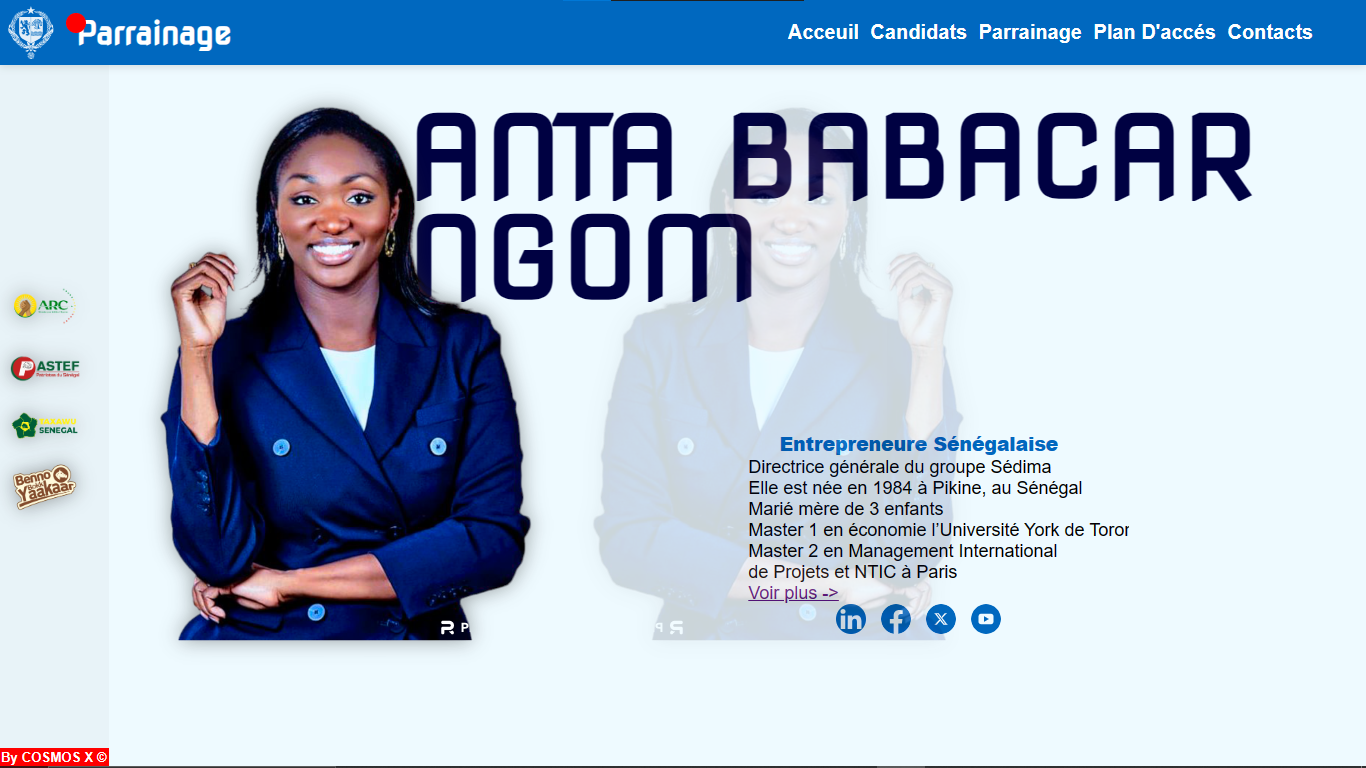 Parrainage
Acceuil Candidats Parrainage Plan D'accés Contacts
ANTA BABACAR
NGOM
ARC
PASTEF
SENEGAL
Benno
Bokk
Yaakaar
Entrepreneure Sénégalaise
Directrice générale du groupe Sédima
Elle est née en 1984 à Pikine, au Sénégal
Marié mère de 3 enfants
Master 1 en économie l’Université York de Toror
Master 2 en Management International
de Projets et NTIC à Paris
Voir plus ->
By COSMOS X ©